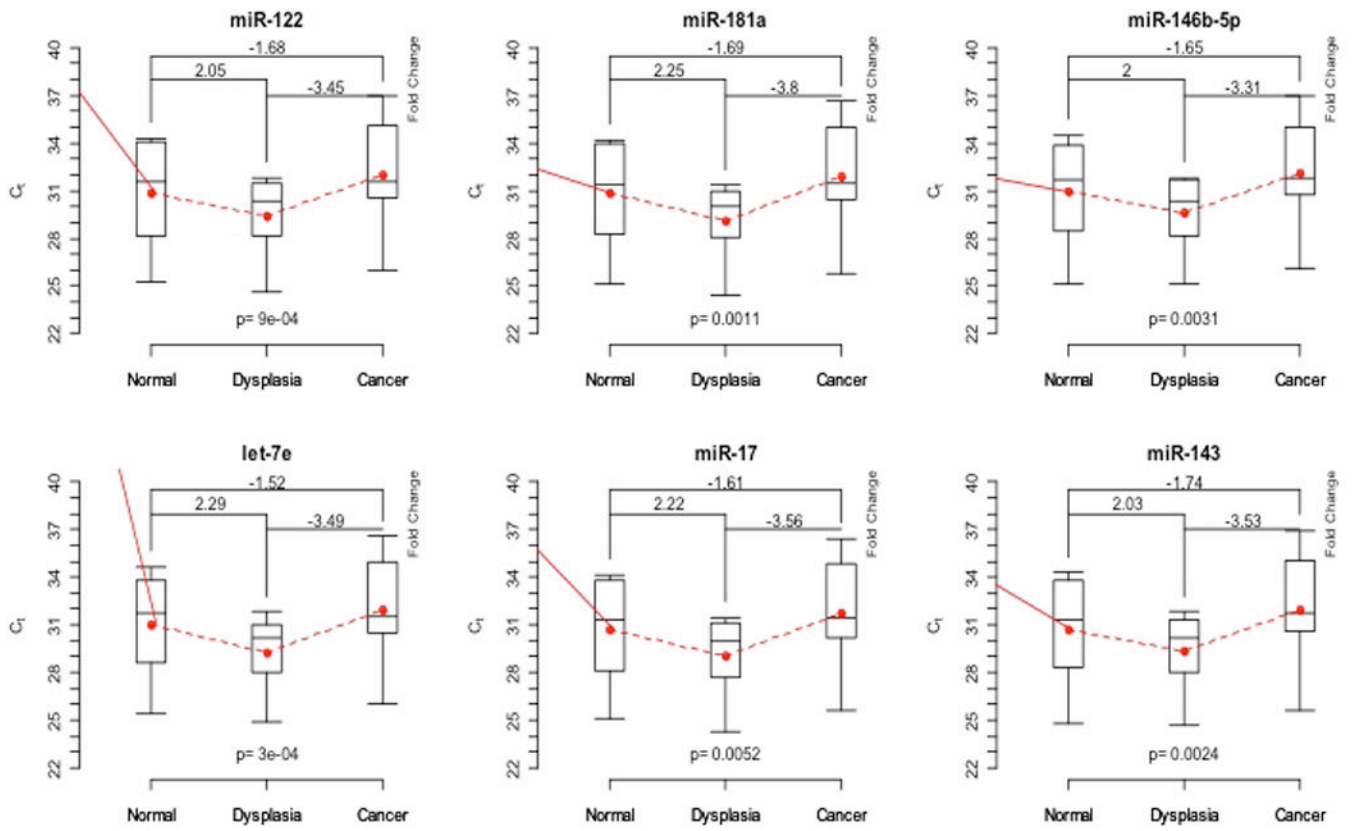 miR-122
miR-181a
miR-146b-5p
40
37
34
31
28
25
22
Ct
-1.68
2.05
-3.45
Fold Change
p= 9e-04
Normal
Dysplasia
Cancer
40
37
34
31
28
25
22
Ct
-1.69
2.25
-3.8
Fold Change
p= 0.0011
Normal
Dysplasia
Cancer
40
37
34
31
28
25
22
Ct
-1.65
2
-3.31
Fold Change
p= 0.0031
Normal
Dysplasia
Cancer
let-7e
miR-17
miR-143
40
37
34
31
28
25
22
Ct
-1.52
2.29
-3.49
Fold Change
p= 3e-04
Normal
Dysplasia
Cancer
40
37
34
31
28
25
22
Ct
-1.61
2.22
-3.56
Fold Change
p= 0.0052
Normal
Dysplasia
Cancer
40
37
34
31
28
25
22
Ct
-1.74
2.03
-3.53
Fold Change
p= 0.0024
Normal
Dysplasia
Cancer